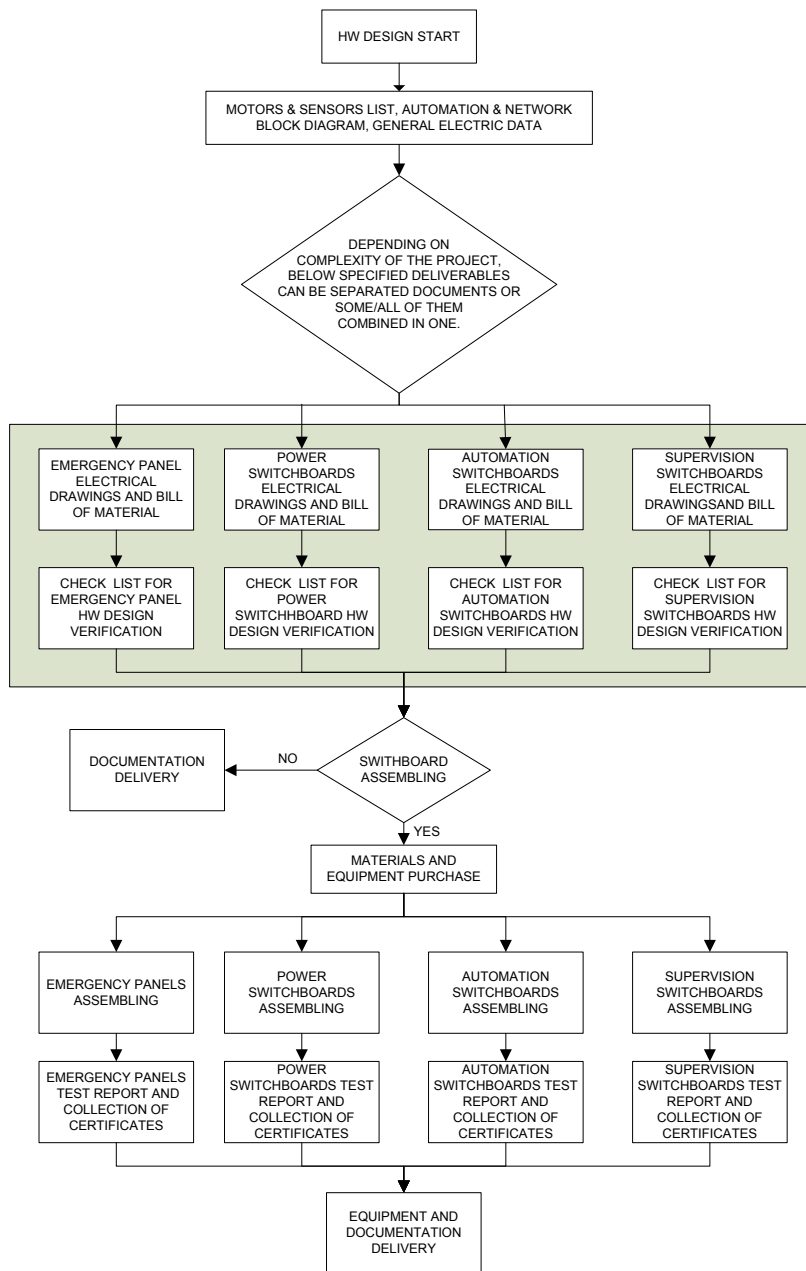 HW DESIGN START
MOTORS & SENSORS LIST, AUTOMATION & NETWORK
BLOCK DIAGRAM, GENERAL ELECTRIC DATA
DEPENDING ON
COMPLEXITY OF THE PROJECT,
BELOW SPECIFIED DELIVERABLES
CAN BE SEPARATED DOCUMENTS OR
SOME/ALL OF THEM
COMBINED IN ONE.
EMERGENCY PANEL
ELECTRICAL
DRAWINGS AND BILL
OF MATERIAL
POWER
SWITCHBOARDS
ELECTRICAL
DRAWINGS AND BILL
OF MATERIAL
AUTOMATION
SWITCHBOARDS
ELECTRICAL
DRAWINGS AND BILL
OF MATERIAL
SUPERVISION
SWITCHBOARDS
ELECTRICAL
DRAWINGSAND BILL
OF MATERIAL
CHECK LIST FOR
EMERGENCY PANEL
HW DESIGN
VERIFICATION
CHECK LIST FOR
POWER
SWITCHHBOARD HW
DESIGN VERIFICATION
CHECK LIST FOR
AUTOMATION
SWITCHBOARDS HW
DESIGN VERIFICATION
CHECK LIST FOR
SUPERVISION
SWITCHBOARDS HW
DESIGN VERIFICATION
DOCUMENTATION
DELIVERY
NO
SWITHBOARD
ASSEMBLING
YES
MATERIALS AND
EQUIPMENT PURCHASE
EMERGENCY PANELS
ASSEMBLING
POWER
SWITCHBOARDS
ASSEMBLING
AUTOMATION
SWITCHBOARDS
ASSEMBLING
SUPERVISION
SWITCHBOARDS
ASSEMBLING
EMERGENCY PANELS
TEST REPORT AND
COLLECTION OF
CERTIFICATES
POWER
SWITCHBOARDS TEST
REPORT AND
COLLECTION OF
CERTIFICATES
AUTOMATION
SWITCHBOARDS TEST
REPORT AND
COLLECTION OF
CERTIFICATES
SUPERVISION
SWITCHBOARDS TEST
REPORT AND
COLLECTION OF
CERTIFICATES
EQUIPMENT AND
DOCUMENTATION
DELIVERY